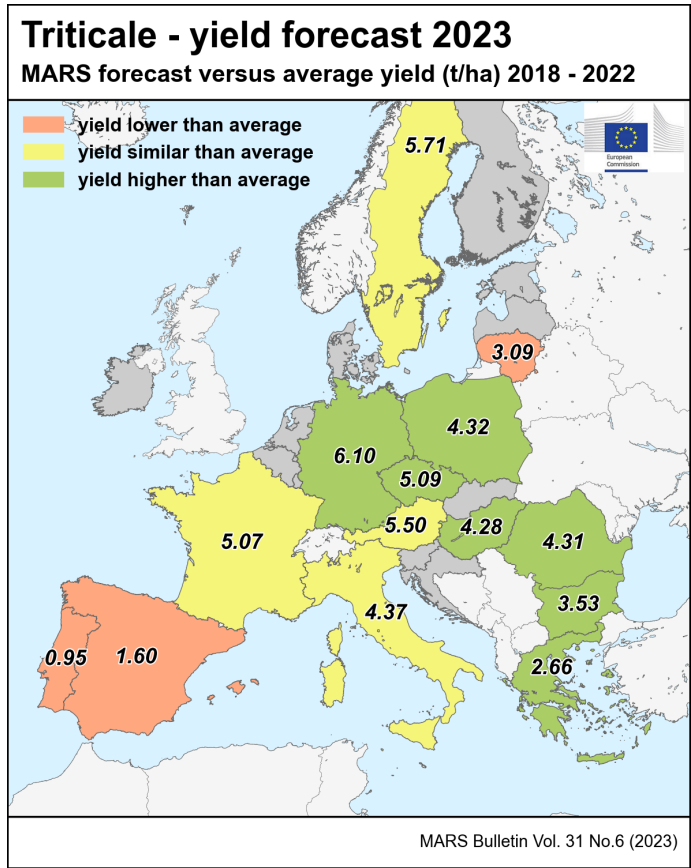 Triticale - yield forecast 2023
MARS forecast versus average yield (t/ha) 2018 - 2022
yield lower than average
yield similar than average
yield higher than average
European
Commission
5.71
3.09
4.32
6.10
5.09
5.50
4.28
5.07
4.31
4.37
3.53
0.95
1.60
2.66
MARS Bulletin Vol. 31 No.6 (2023)